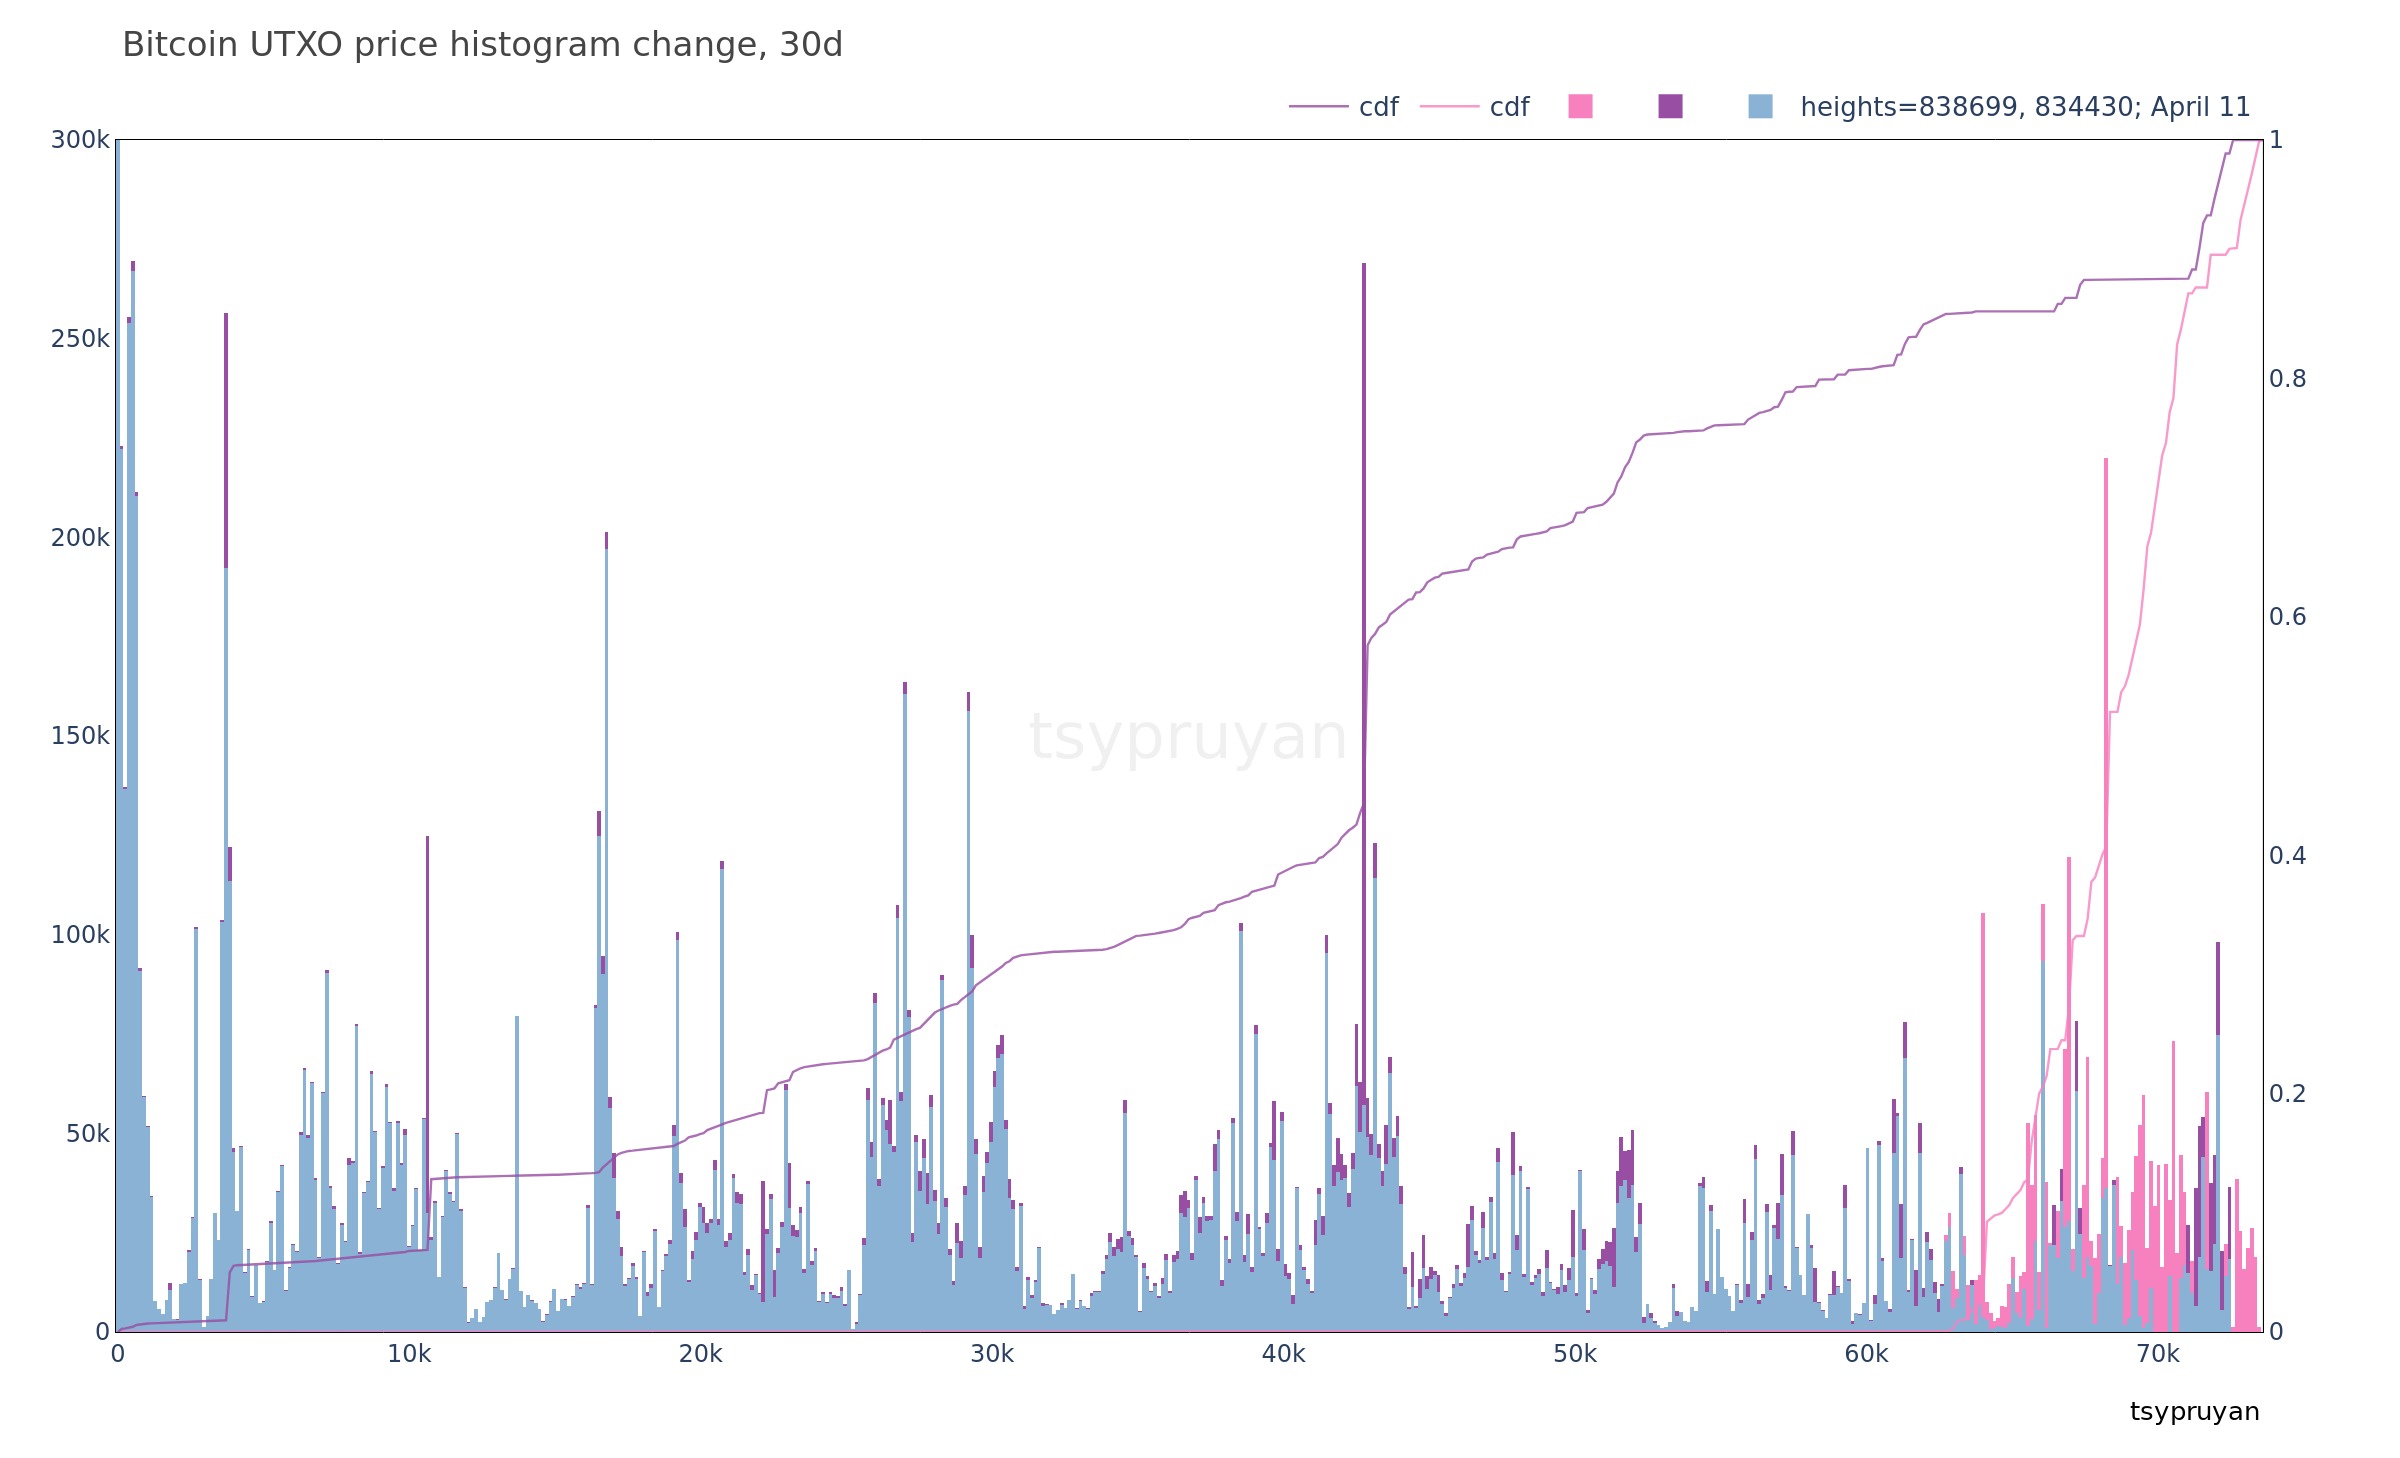 Bitcoin UTXO price histogram change, 30d
cdf cdf heights=838699, 834430; April 11
300k 1
250k
0.8
200k
0.6
150k
tsypruyan
0.4
100k
0.2
50k
0 0
0 10k 20k 30k 40k 50k 60k 70k
tsypruyan